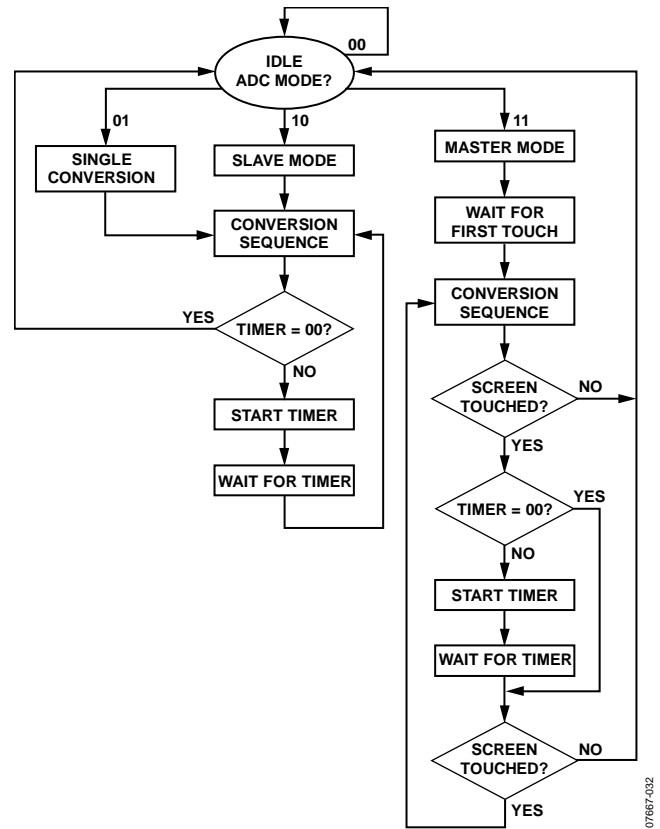 00
IDLE
ADC MODE?
01
10
11
SINGLE
CONVERSION
SLAVE MODE
MASTER MODE
WAIT FOR
FIRST TOUCH
CONVERSION
SEQUENCE
CONVERSION
SEQUENCE
YES
TIMER = 00?
NO
START TIMER
WAIT FOR TIMER
SCREEN
TOUCHED?
NO
YES
TIMER = 00?
YES
NO
START TIMER
WAIT FOR TIMER
SCREEN
TOUCHED?
NO
YES
07667-032